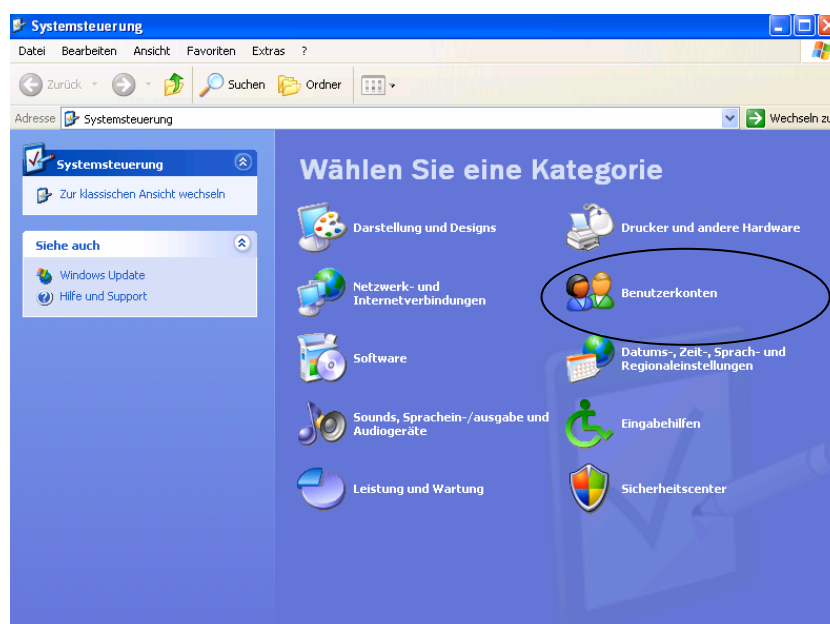 Systemsteuerung
Datei Bearbeiten Ansicht Favoriten Extras ?
Zurück Suchen Ordner
Adresse Systemsteuerung Wechseln zu
Systemsteuerung
Zur klassischen Ansicht wechseln
Siehe auch
Windows Update
Hilfe und Support
Wählen Sie eine Kategorie
Darstellung und Designs
Drucker und andere Hardware
Netzwerk- und
Internetverbindungen
Benutzerkonten
Software
Datums-, Zeit-, Sprach- und
Regionaleinstellungen
Sounds, Sprachein-/ausgabe und
Audiogeräte
Eingabehilfen
Leistung und Wartung
Sicherheitscenter